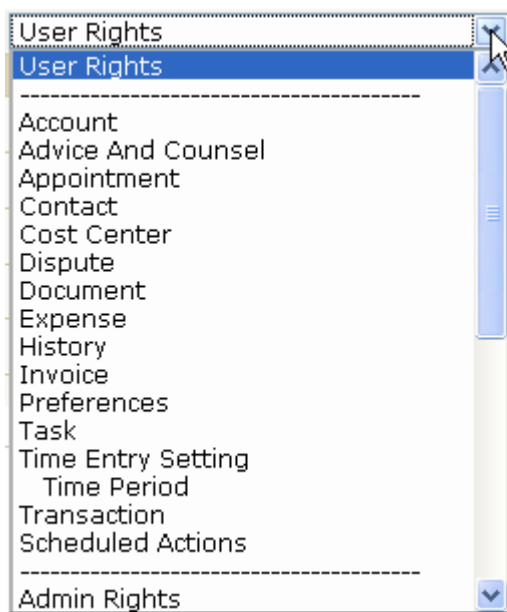 User Rights
User Rights
----------------------------------------
Account
Advice And Counsel
Appointment
Contact
Cost Center
Dispute
Document
Expense
History
Invoice
Preferences
Task
Time Entry Setting
Time Period
Transaction
Scheduled Actions
----------------------------------------
Admin Rights